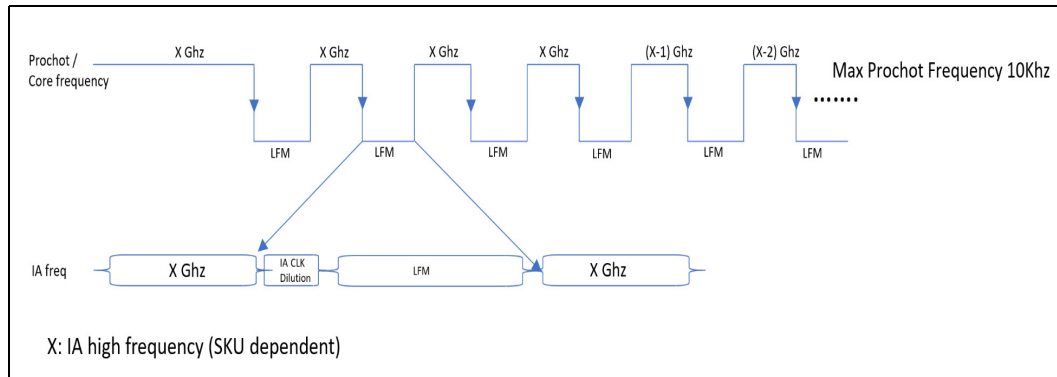 X Ghz X Ghz X Ghz X Ghz (X-1) Ghz (X-2) Ghz
Prochot /
Core frequency
Max Prochot Frequency 10Khz
.......
LFM LFM LFM LFM LFM LFM
IA freq
X Ghz
IA CLK
Dilution
LFM
X Ghz
X: IA high frequency (SKU dependent)